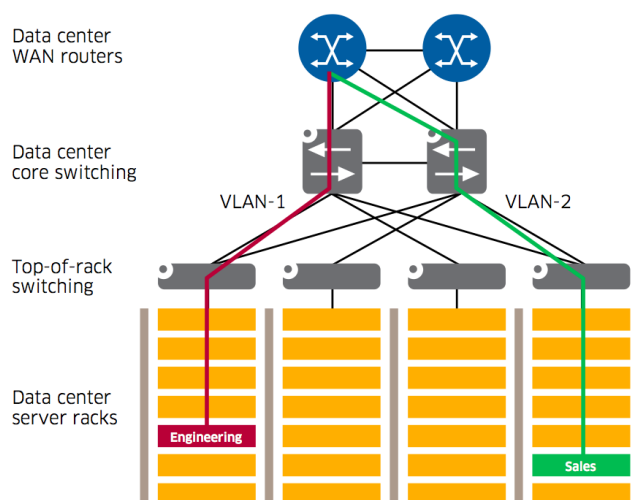 Data center
WAN routers
Data center
core switching
VLAN-1
VLAN-2
Top-of-rack
switching
Data center
server racks
Engineering
Sales